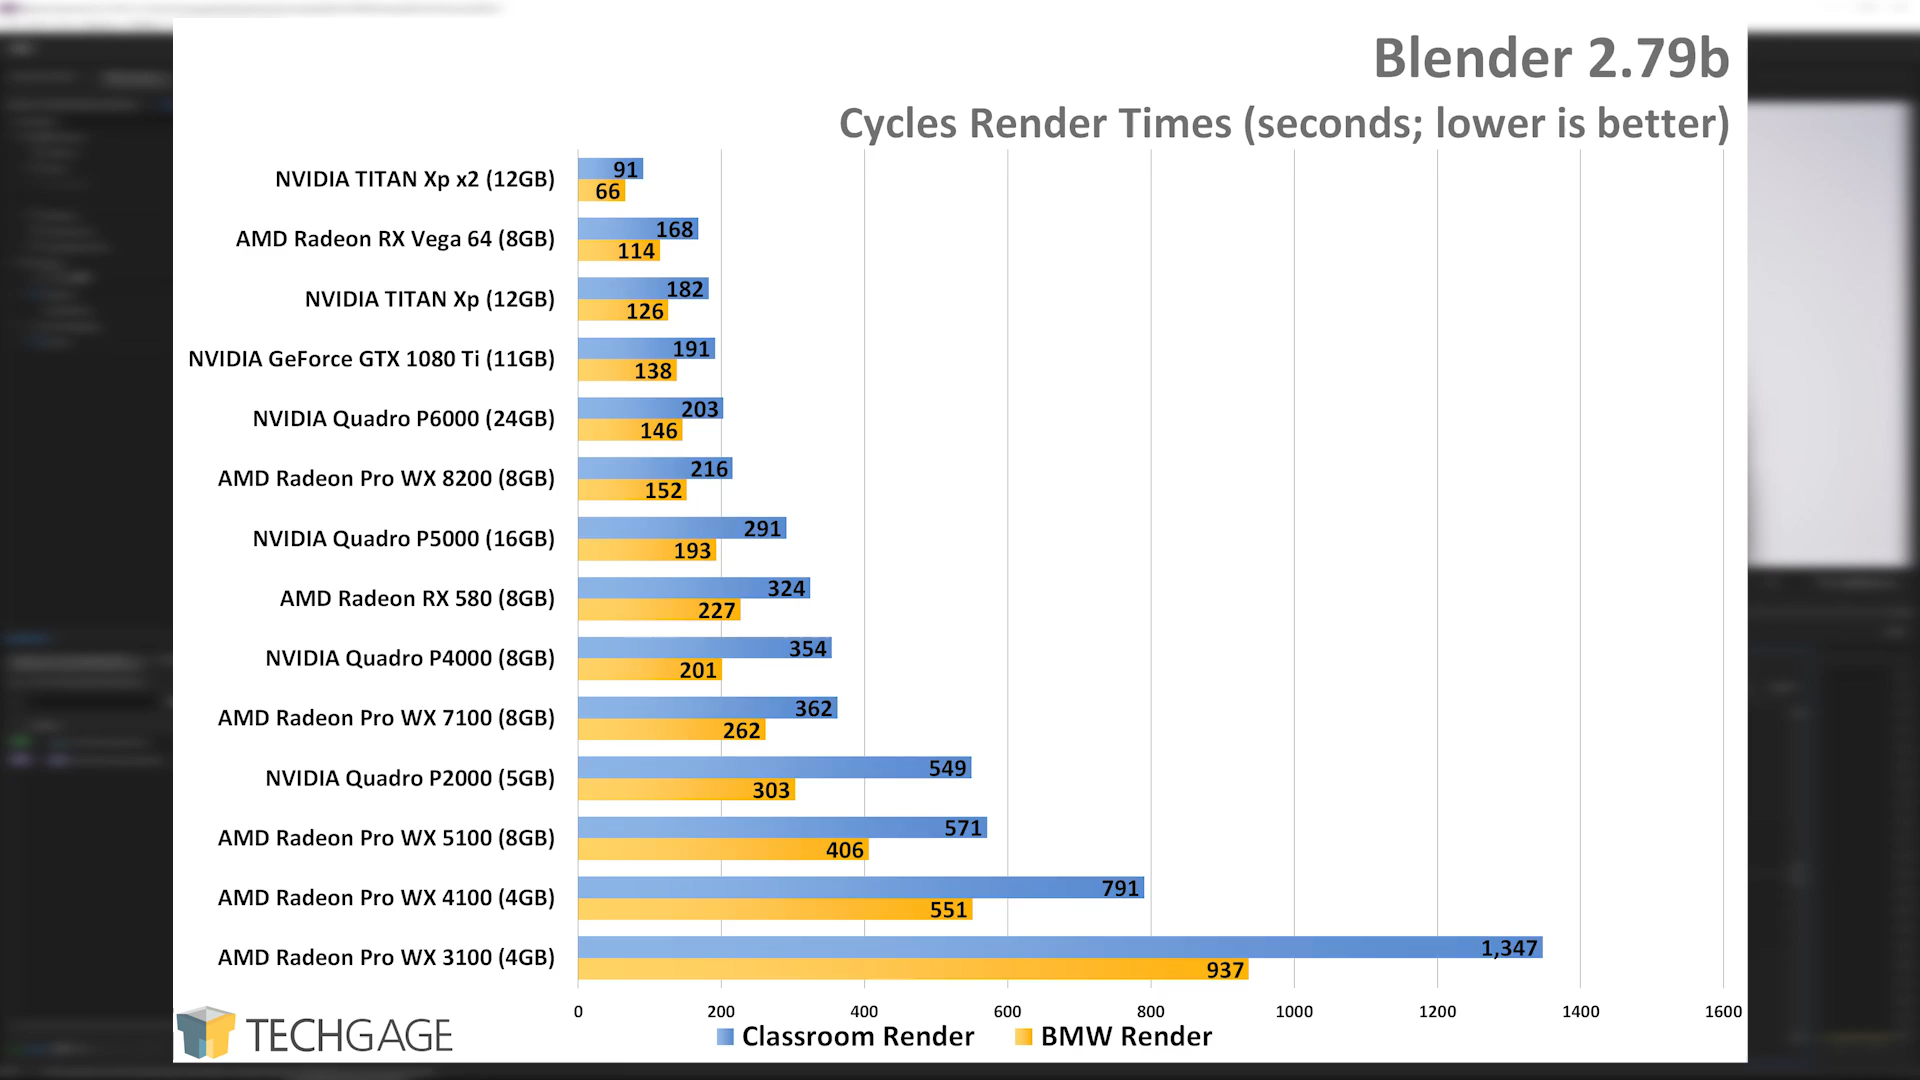 Blender 2.79b
Cycles Render Times (seconds; lower is better)
NVIDIA TITAN Xp x2 (12GB)
91
66
AMD Radeon RX Vega 64 (8GB)
168
114
NVIDIA TITAN Xp (12GB)
182
126
NVIDIA GeForce GTX 1080 Ti (11GB)
191
138
NVIDIA Quadro P6000 (24GB)
203
146
AMD Radeon Pro WX 8200 (8GB)
216
152
NVIDIA Quadro P5000 (16GB)
291
193
AMD Radeon RX 580 (8GB)
324
227
NVIDIA Quadro P4000 (8GB)
354
201
AMD Radeon Pro WX 7100 (8GB)
362
262
NVIDIA Quadro P2000 (5GB)
549
303
AMD Radeon Pro WX 5100 (8GB)
571
406
AMD Radeon Pro WX 4100 (4GB)
791
551
AMD Radeon Pro WX 3100 (4GB)
1,347
937
0 200 400 600 800 1000 1200 1400 1600
Classroom Render BMW Render
TECHGAGE